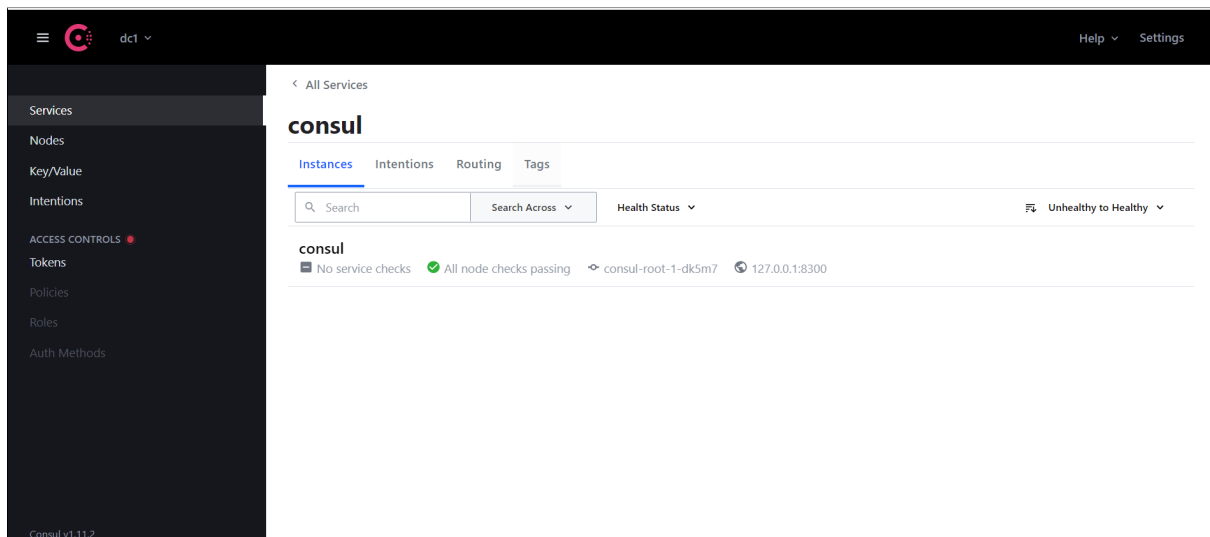 dc1
Help
Settings
Services
Nodes
Key/Value
Intentions
ACCESS CONTROLS
Tokens
Policies
Roles
Auth Methods
Consul v1.11.2
All Services
consul
Instances Intentions Routing Tags
Search Search Across Health Status Unhealthy to Healthy
consul
No service checks All node checks passing consul-root-1-dk5m7 127.0.0.1:8300